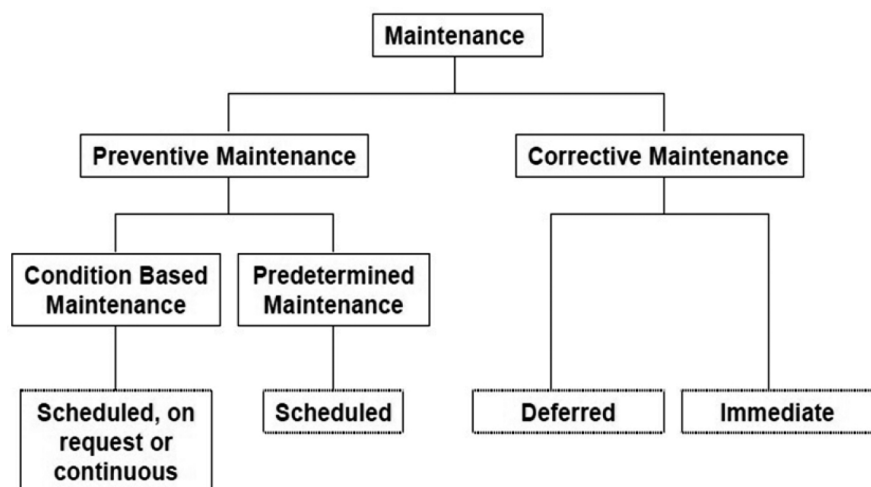 Maintenance
Preventive Maintenance
Corrective Maintenance
Condition Based
Maintenance
Predetermined
Maintenance
Scheduled, on
request or
continuous
Scheduled
Deferred
Immediate